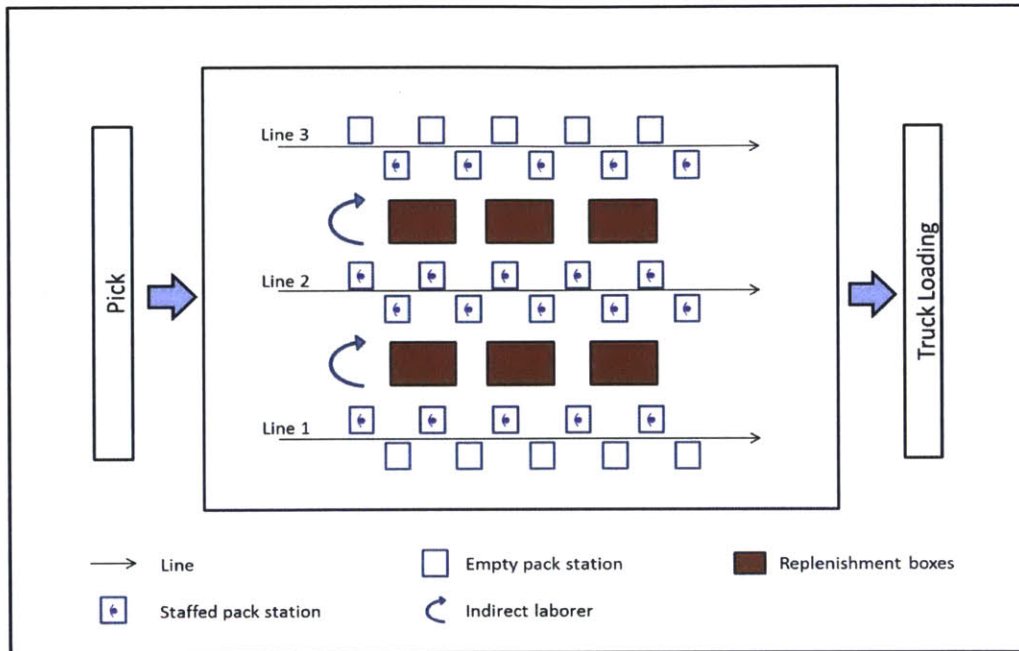 Pick
Line 3
Line 2
Line 1
Truck Loading
Line
Empty pack station
Replenishment boxes
Staffed pack station
Indirect laborer